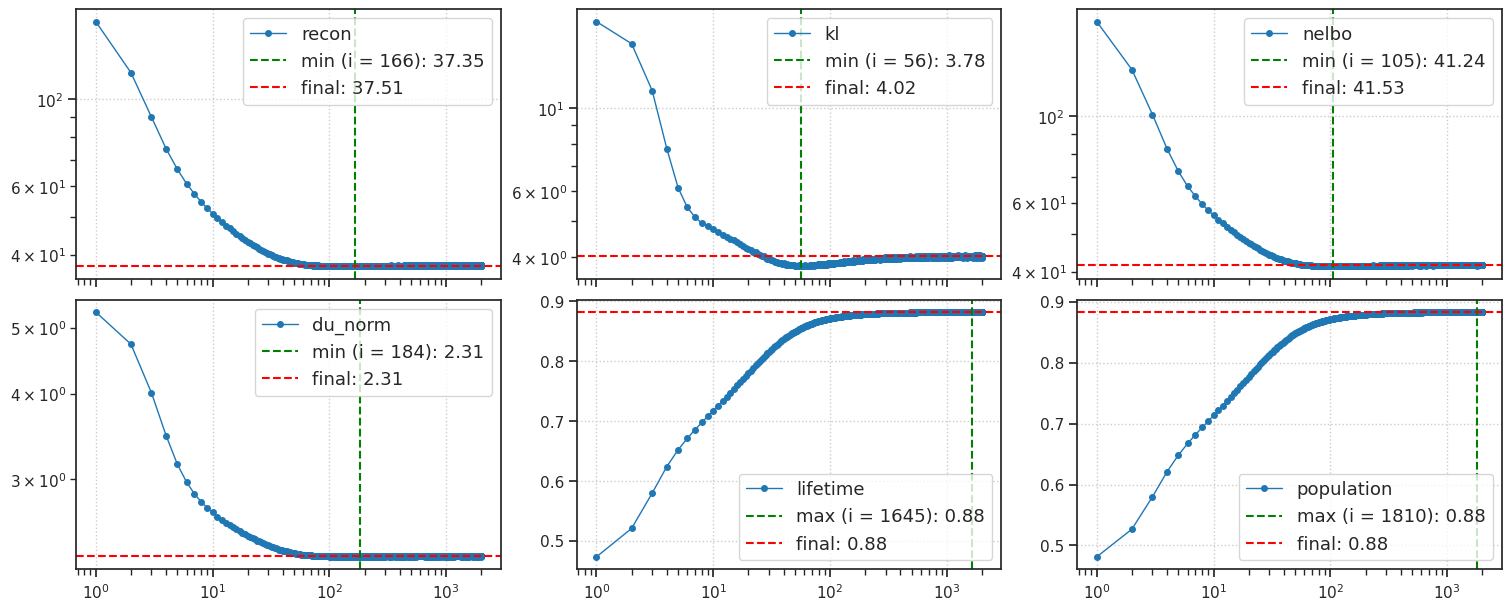 recon
min (i = 166): 37.35
final: 37.51
10²
6 × 10¹
4 × 10¹
kl
min (i = 56): 3.78
final: 4.02
10¹
6 × 10⁰
4 × 10⁰
nelbo
min (i = 105): 41.24
final: 41.53
10²
6 × 10¹
4 × 10¹
du_norm
min (i = 184): 2.31
final: 2.31
5 × 10⁰
4 × 10⁰
3 × 10⁰
10⁰ 10¹ 10² 10³
0.9
0.8
0.7
0.6
0.5
lifetime
max (i = 1645): 0.88
final: 0.88
10⁰ 10¹ 10² 10³
0.9
0.8
0.7
0.6
0.5
population
max (i = 1810): 0.88
final: 0.88
10⁰ 10¹ 10² 10³